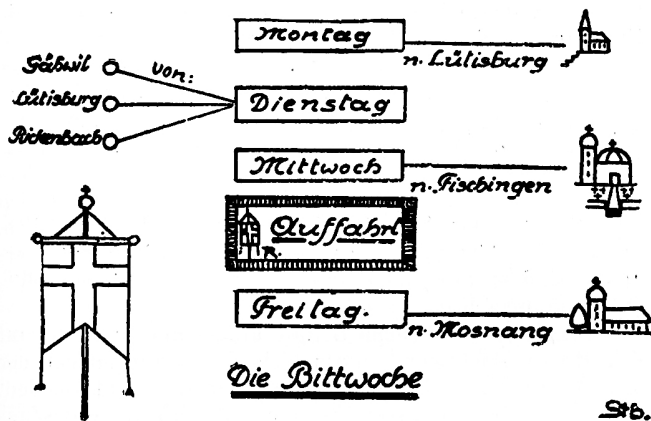 Montag
n. Lütisburg
Gähwil
von:
Lütisburg
Rickenbach
Dienstag
Mittwoch
n. Fischingen
Auffahrt
R.
Freitag.
n. Mosnang
Die Bittwoche
Stb.